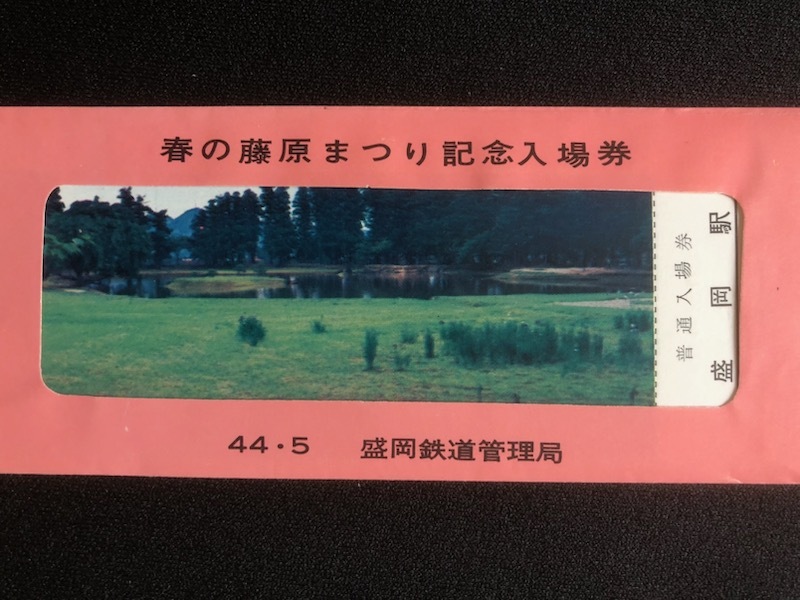 春の藤原まつり記念入場券
普通入場券
盛岡駅
44・5 盛岡鉄道管理局